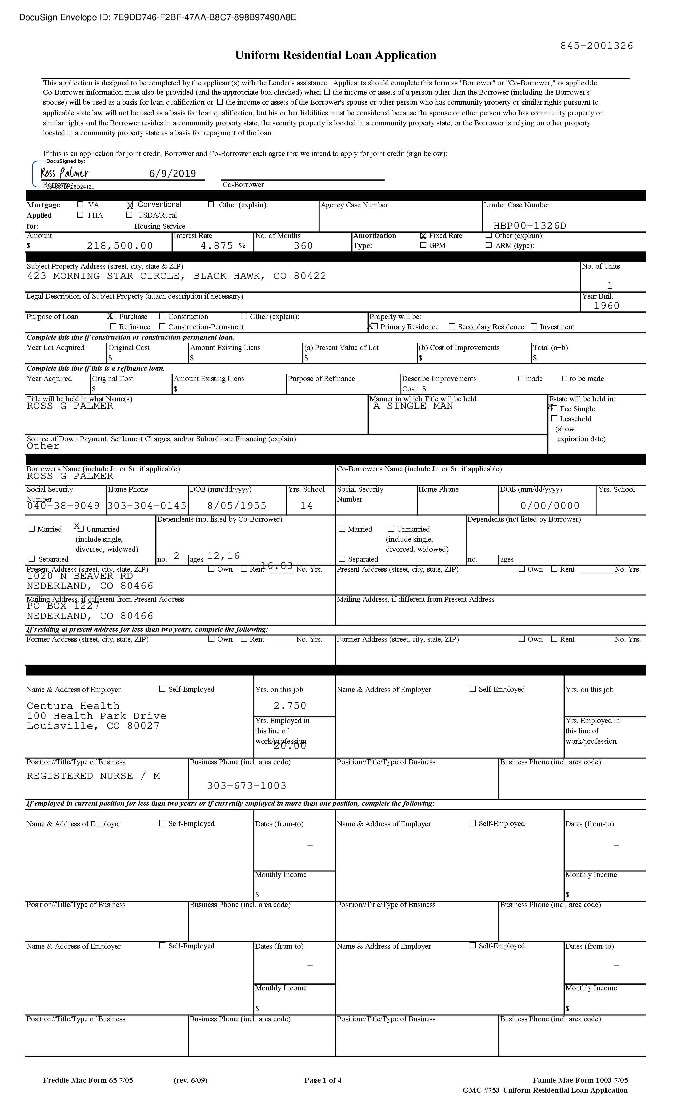 DocuSign Envelope ID: 7E9DD746-F2BF-47AA-B8C7-898B97490A8E
845-2001326
Uniform Residential Loan Application
This application is designed to be completed by the applicant(s) with the Lender's assistance. Applicants should complete this form as "Borrower" or "Co-Borrower," as applicable.
Co-Borrower information must also be provided (and the appropriate box checked) when ☐ the income or assets of a person other than the Borrower (including the Borrower's
spouse) will be used as a basis for loan qualification or ☐ the income or assets of the Borrower's spouse or other person who has community property or similar rights pursuant to
applicable state law will not be used as a basis for loan qualification, but his or her liabilities must be considered because the spouse or other person who has community property or
similar rights and the Borrower resides in a community property state, the security property is located in a community property state, or the Borrower is relying on other property
located in a community property state as a basis for repayment of the loan.
If this is an application for joint credit, Borrower and Co-Borrower each agree that we intend to apply for joint credit (sign below):
DocuSigned by:
Ross Palmer 6/9/2019
Borrower Co-Borrower
Mortgage ☐ VA X Conventional ☐ Other (explain): Agency Case Number Lender Case Number
Applied ☐ FHA ☐ USDA/Rural
for: Housing Service HBP00-1326D
Amount Interest Rate No. of Months Amortization X Fixed Rate ☐ Other (explain):
$ 218,500.00 4.875 % 360 Type: ☐ GPM ☐ ARM (type):
Subject Property Address (street, city, state & ZIP) No. of Units
423 MORNING STAR CIRCLE, BLACK HAWK, CO 80422 1
Legal Description of Subject Property (attach description if necessary) Year Built
1960
Purpose of Loan X Purchase ☐ Construction ☐ Other (explain): Property will be:
☐ Refinance ☐ Construction-Permanent X Primary Residence ☐ Secondary Residence ☐ Investment
Complete this line if construction or construction-permanent loan.
Year Lot Acquired Original Cost Amount Existing Liens (a) Present Value of Lot (b) Cost of Improvements Total (a+b)
$ $ $ $ $
Complete this line if this is a refinance loan.
Year Acquired Original Cost Amount Existing Liens Purpose of Refinance Describe Improvements ☐ made ☐ to be made
$ $ Cost: $
Title will be held in what Name(s) Manner in which Title will be held Estate will be held in:
ROSS G PALMER A SINGLE MAN X Fee Simple
☐ Leasehold
(show
Source of Down Payment, Settlement Charges, and/or Subordinate Financing (explain) expiration date)
Other
Borrower's Name (include Jr. or Sr. if applicable) Co-Borrower's Name (include Jr. or Sr. if applicable)
ROSS G PALMER
Social Security Number Home Phone DOB (mm/dd/yyyy) Yrs. School Social Security Number Home Phone DOB (mm/dd/yyyy) Yrs. School
040-38-9049 303-304-0145 8/05/1955 14 0/00/0000
☐ Married X Unmarried Dependents (not listed by Co-Borrower) ☐ Married ☐ Unmarried Dependents (not listed by Borrower)
(include single, (include single,
divorced, widowed) divorced, widowed)
☐ Separated no. 2 ages 12,16 ☐ Separated no. ages
Present Address (street, city, state, ZIP) ☐ Own ☐ Rent 16.03 No. Yrs. Present Address (street, city, state, ZIP) ☐ Own ☐ Rent No. Yrs.
1020 N BEAVER RD
NEDERLAND, CO 80466
Mailing Address, if different from Present Address Mailing Address, if different from Present Address
PO BOX 1227
NEDERLAND, CO 80466
If residing at present address for less than two years, complete the following:
Former Address (street, city, state, ZIP) ☐ Own ☐ Rent No. Yrs. Former Address (street, city, state, ZIP) ☐ Own ☐ Rent No. Yrs.
Name & Address of Employer ☐ Self-Employed Yrs. on this job Name & Address of Employer ☐ Self-Employed Yrs. on this job
Centura Health 2.750
100 Health Park Drive
Louisville, CO 80027
Yrs. Employed in Yrs. Employed in
this line of this line of
work/profession work/profession
20.00
Position/Title/Type of Business Business Phone (incl. area code) Position/Title/Type of Business Business Phone (incl. area code)
REGISTERED NURSE / M 303-673-1003
If employed in current position for less than two years or if currently employed in more than one position, complete the following:
Name & Address of Employer ☐ Self-Employed Dates (from-to) Name & Address of Employer ☐ Self-Employed Dates (from-to)
– –
Monthly Income Monthly Income
$ $
Position/Title/Type of Business Business Phone (incl. area code) Position/Title/Type of Business Business Phone (incl. area code)
Name & Address of Employer ☐ Self-Employed Dates (from-to) Name & Address of Employer ☐ Self-Employed Dates (from-to)
– –
Monthly Income Monthly Income
$ $
Position/Title/Type of Business Business Phone (incl. area code) Position/Title/Type of Business Business Phone (incl. area code)
Freddie Mac Form 65 7/05 (rev. 6/09) Page 1 of 4 Fannie Mae Form 1003 7/05
GMC #753 Uniform Residential Loan Application